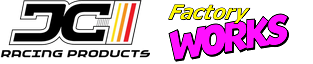 JC
RACING PRODUCTS
Factory
WORKS